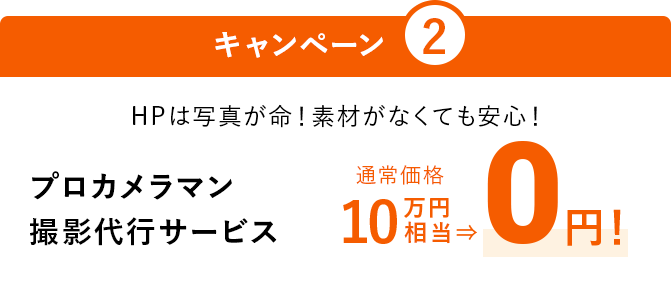 キャンペーン 2
HPは写真が命！素材がなくても安心！
プロカメラマン
撮影代行サービス
通常価格
10万円相当⇒0円！